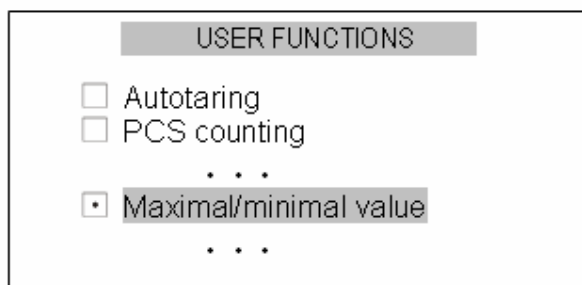 USER FUNCTIONS
Autotaring
PCS counting
. . .
Maximal/minimal value
. . .